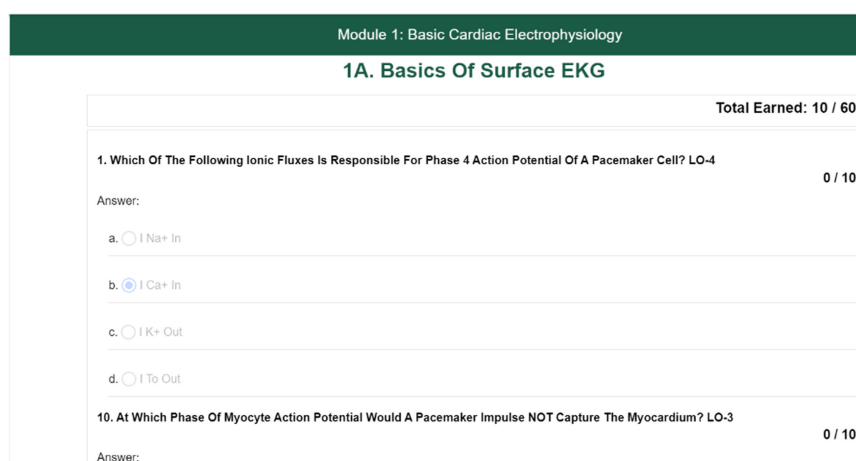 Module 1: Basic Cardiac Electrophysiology
1A. Basics Of Surface EKG
Total Earned: 10 / 60
1. Which Of The Following Ionic Fluxes Is Responsible For Phase 4 Action Potential Of A Pacemaker Cell? LO-4
0 / 10
Answer:
a. I Na+ In
b. I Ca+ In
c. I K+ Out
d. I To Out
10. At Which Phase Of Myocyte Action Potential Would A Pacemaker Impulse NOT Capture The Myocardium? LO-3
0 / 10
Answer: